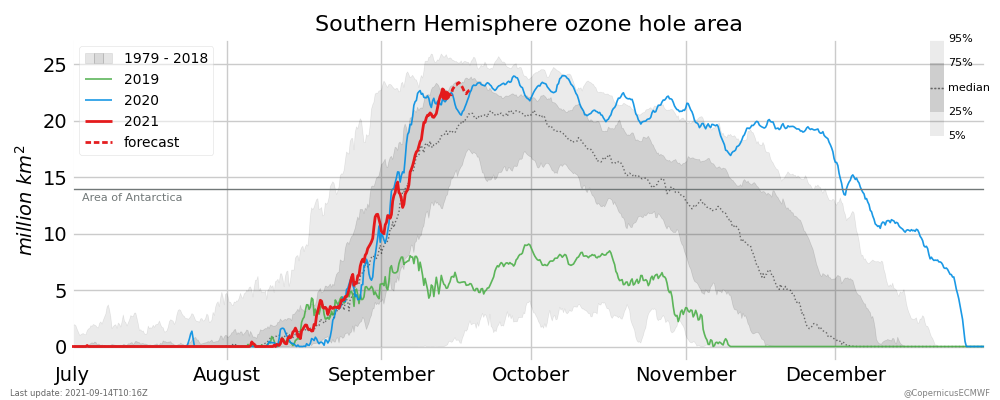 Southern Hemisphere ozone hole area
95%
75%
median
25%
5%
1979 - 2018
2019
2020
2021
forecast
million km²
25
20
15
10
5
0
Area of Antarctica
July August September October November December
Last update: 2021-09-14T10:16Z @CopernicusECMWF